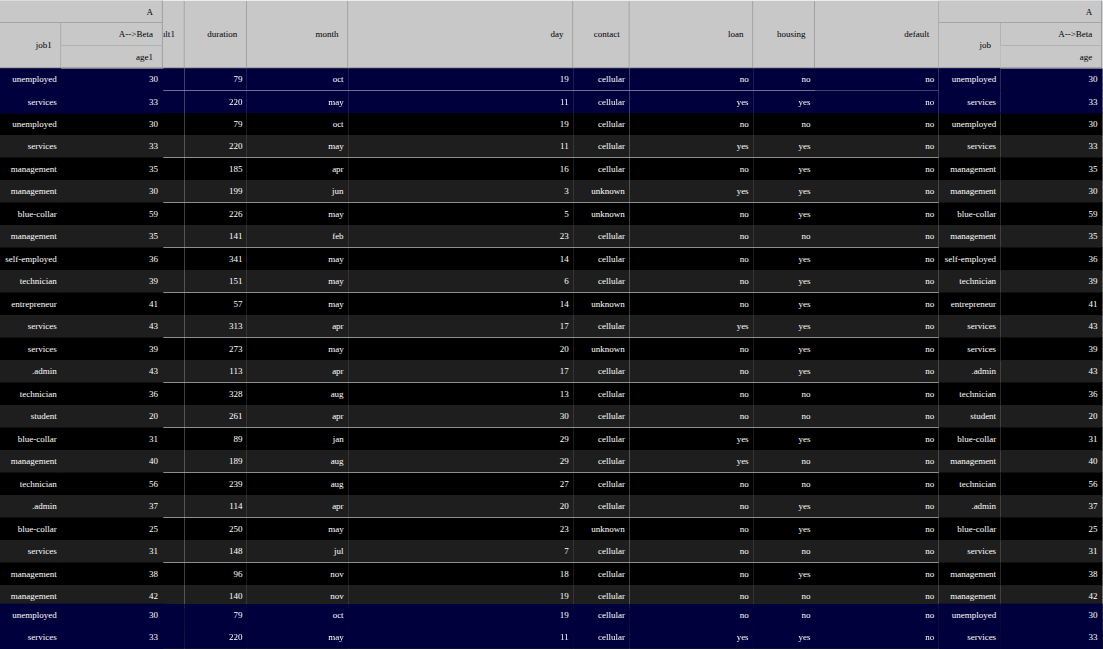 A A
job1 A-->Beta ult1 duration month day contact loan housing default job A-->Beta
age1 age
unemployed 30 79 oct 19 cellular no no no unemployed 30
services 33 220 may 11 cellular yes yes no services 33
unemployed 30 79 oct 19 cellular no no no unemployed 30
services 33 220 may 11 cellular yes yes no services 33
management 35 185 apr 16 cellular no yes no management 35
management 30 199 jun 3 unknown yes yes no management 30
blue-collar 59 226 may 5 unknown no yes no blue-collar 59
management 35 141 feb 23 cellular no no no management 35
self-employed 36 341 may 14 cellular no yes no self-employed 36
technician 39 151 may 6 cellular no yes no technician 39
entrepreneur 41 57 may 14 unknown no yes no entrepreneur 41
services 43 313 apr 17 cellular yes yes no services 43
services 39 273 may 20 unknown no yes no services 39
.admin 43 113 apr 17 cellular no yes no .admin 43
technician 36 328 aug 13 cellular no no no technician 36
student 20 261 apr 30 cellular no no no student 20
blue-collar 31 89 jan 29 cellular yes yes no blue-collar 31
management 40 189 aug 29 cellular yes no no management 40
technician 56 239 aug 27 cellular no no no technician 56
.admin 37 114 apr 20 cellular no yes no .admin 37
blue-collar 25 250 may 23 unknown no yes no blue-collar 25
services 31 148 jul 7 cellular no no no services 31
management 38 96 nov 18 cellular no yes no management 38
management 42 140 nov 19 cellular no no no management 42
unemployed 30 79 oct 19 cellular no no no unemployed 30
services 33 220 may 11 cellular yes yes no services 33